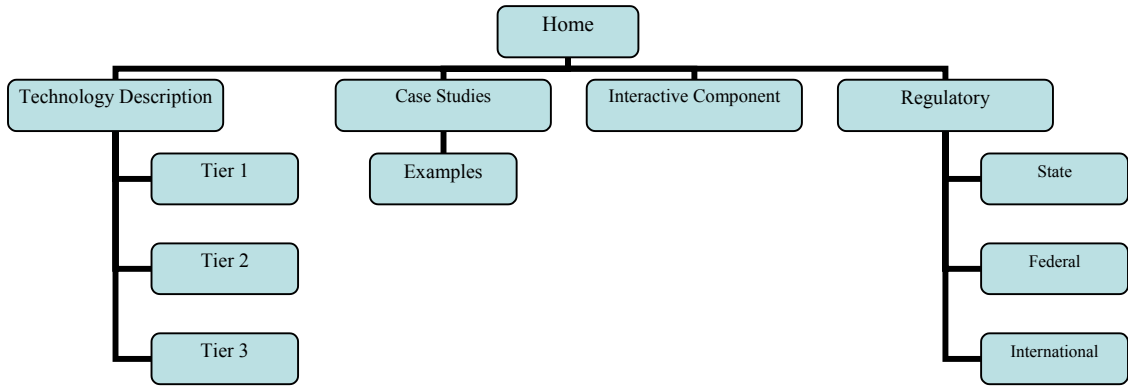 Home
Technology Description
Case Studies
Interactive Component
Regulatory
Tier 1
Examples
State
Tier 2
Federal
Tier 3
International